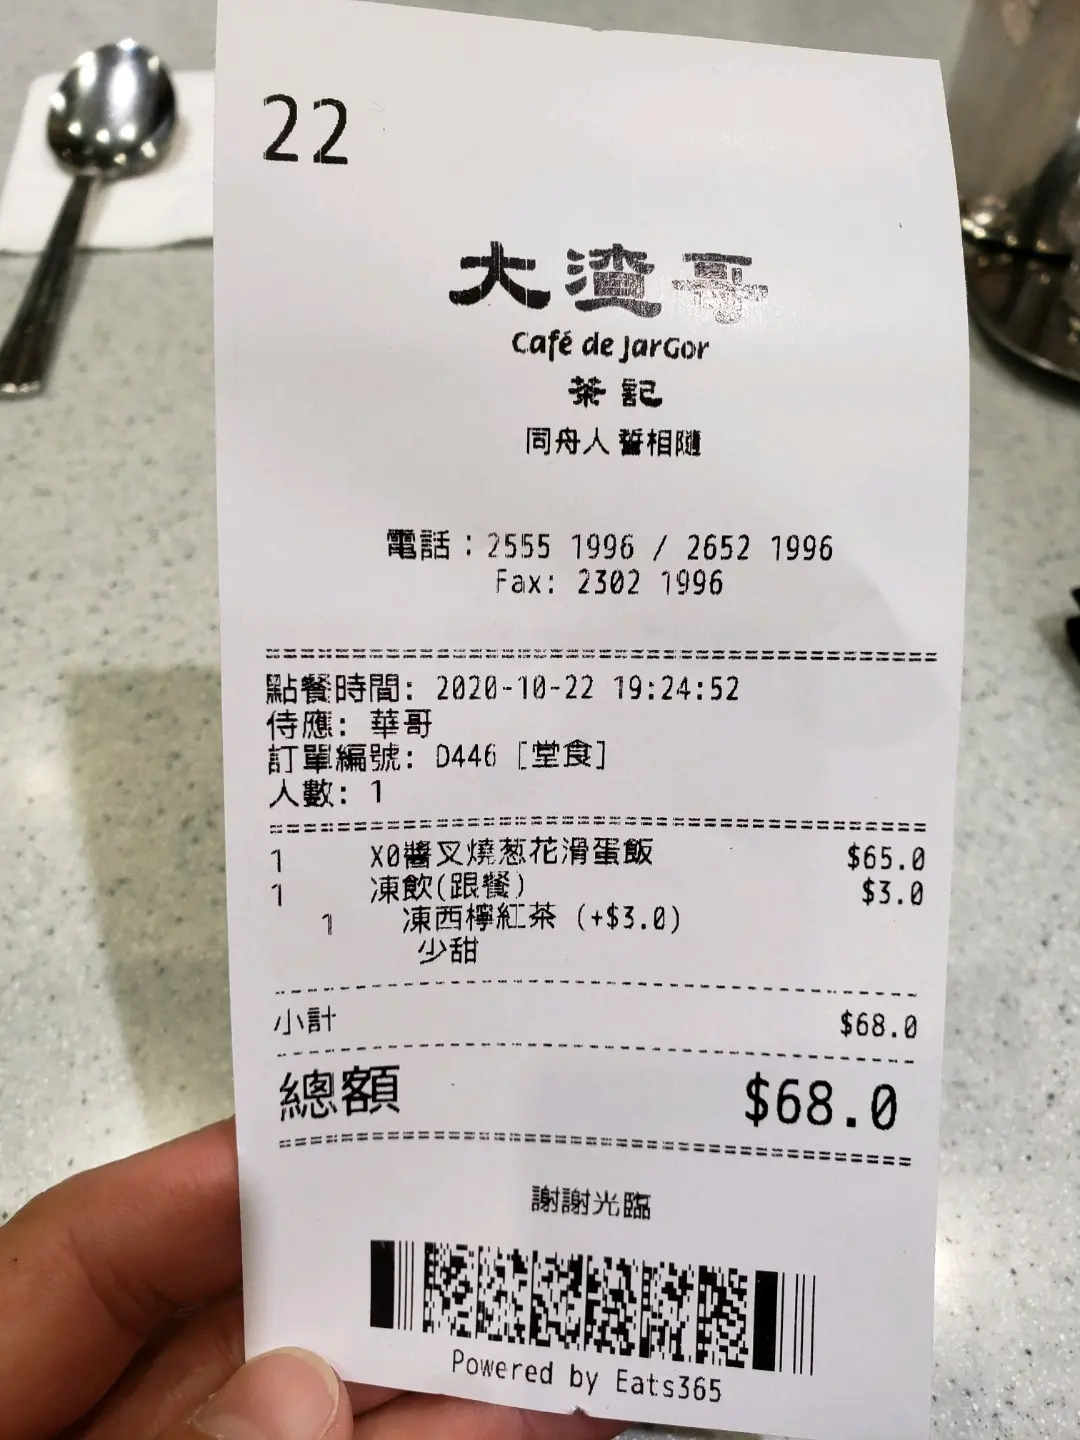 22
大渣哥
Café de JarGor
茶記
同舟人 誓相隨
電話：2555 1996 / 2652 1996
Fax: 2302 1996
點餐時間: 2020-10-22 19:24:52
侍應: 華哥
訂單編號: D446 [堂食]
人數: 1
1 XO醬叉燒葱花滑蛋飯 $65.0
1 凍飲(跟餐) $3.0
1 凍西檸紅茶 (+$3.0)
少甜
小計 $68.0
總額 $68.0
謝謝光臨
Powered by Eats365